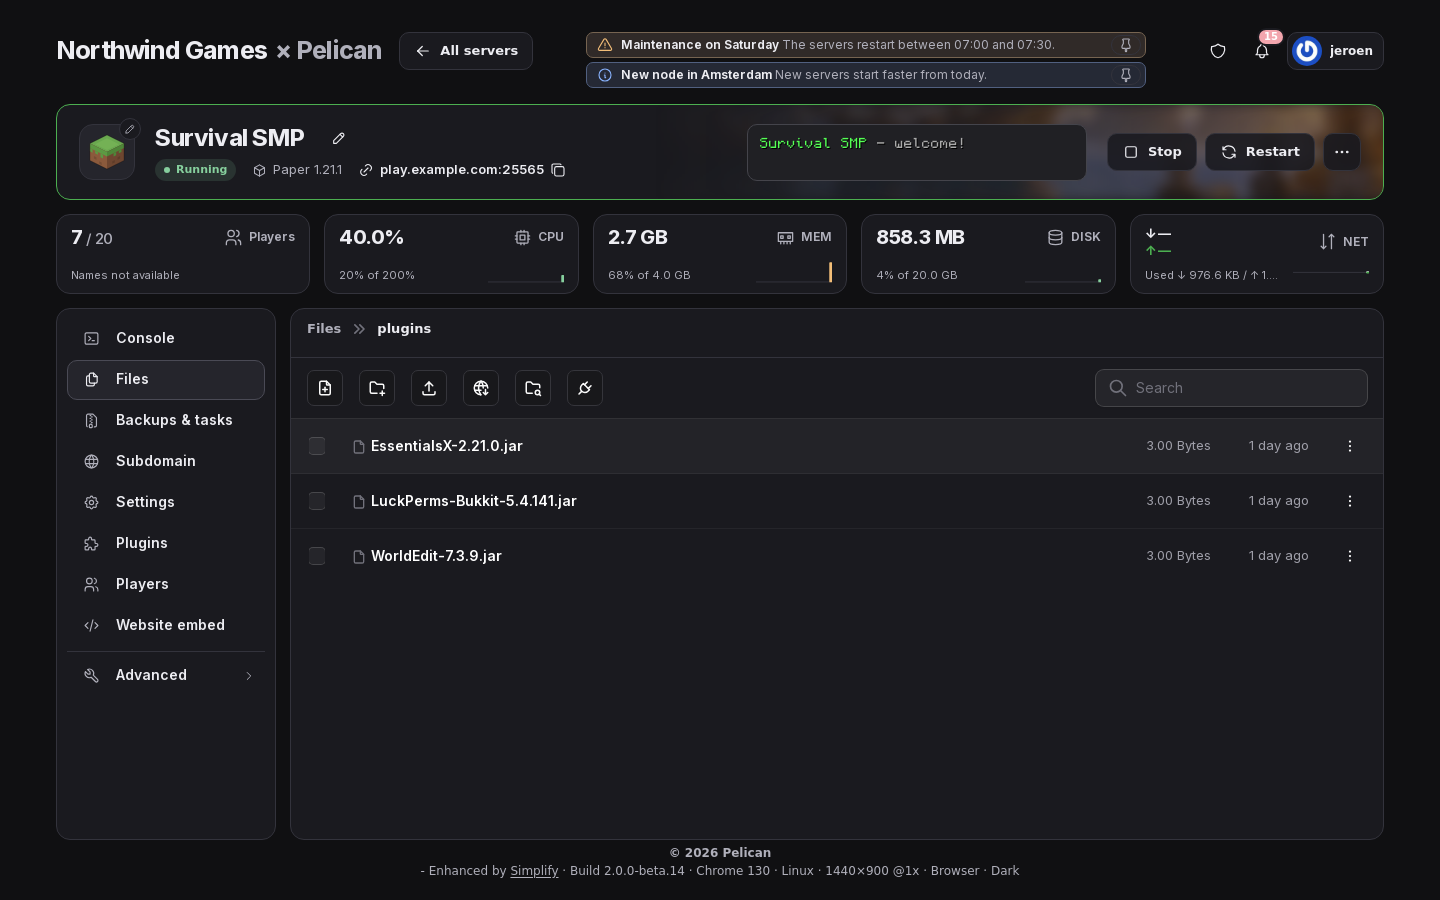 Northwind Games × Pelican
All servers
Maintenance on Saturday The servers restart between 07:00 and 07:30.
New node in Amsterdam New servers start faster from today.
15
jeroen
Survival SMP
Running
Paper 1.21.1
play.example.com:25565
Survival SMP - welcome!
Stop
Restart
7 / 20
Players
Names not available
40.0%
CPU
20% of 200%
2.7 GB
MEM
68% of 4.0 GB
858.3 MB
DISK
4% of 20.0 GB
↓—
↑—
NET
Used ↓ 976.6 KB / ↑ 1....
Console
Files
Backups & tasks
Subdomain
Settings
Plugins
Players
Website embed
Advanced
Files » plugins
Search
EssentialsX-2.21.0.jar 3.00 Bytes 1 day ago
LuckPerms-Bukkit-5.4.141.jar 3.00 Bytes 1 day ago
WorldEdit-7.3.9.jar 3.00 Bytes 1 day ago
© 2026 Pelican
- Enhanced by Simplify · Build 2.0.0-beta.14 · Chrome 130 · Linux · 1440×900 @1x · Browser · Dark